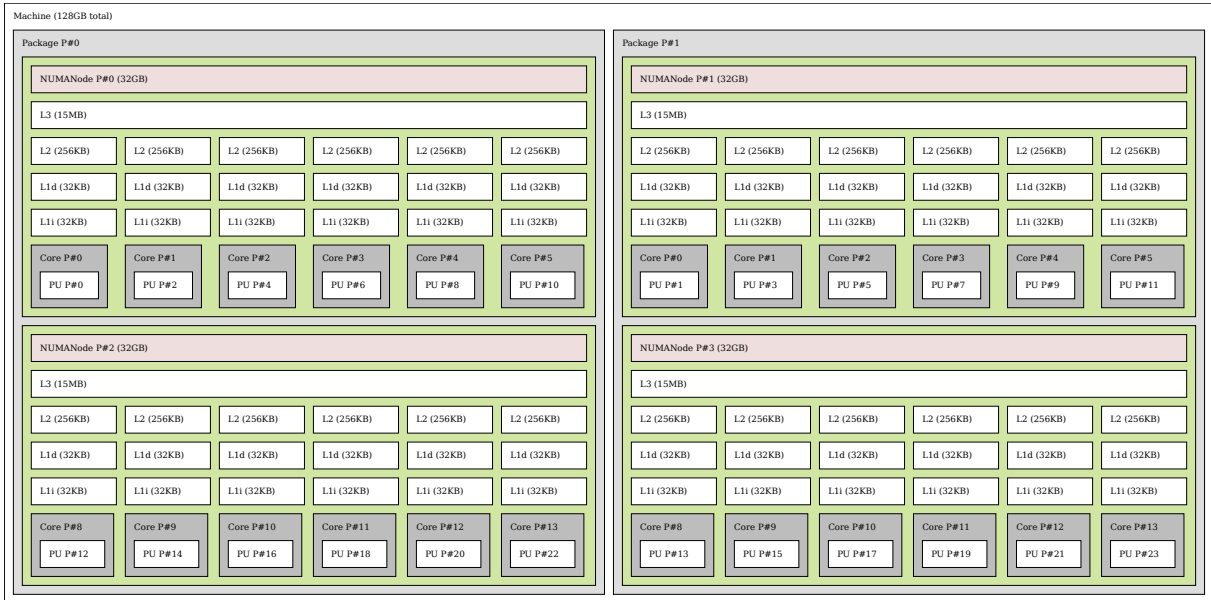 Machine (128GB total)
Package P#0
NUMANode P#0 (32GB)
L3 (15MB)
L2 (256KB) L2 (256KB) L2 (256KB) L2 (256KB) L2 (256KB) L2 (256KB)
L1d (32KB) L1d (32KB) L1d (32KB) L1d (32KB) L1d (32KB) L1d (32KB)
L1i (32KB) L1i (32KB) L1i (32KB) L1i (32KB) L1i (32KB) L1i (32KB)
Core P#0 Core P#1 Core P#2 Core P#3 Core P#4 Core P#5
PU P#0 PU P#2 PU P#4 PU P#6 PU P#8 PU P#10
NUMANode P#2 (32GB)
L3 (15MB)
L2 (256KB) L2 (256KB) L2 (256KB) L2 (256KB) L2 (256KB) L2 (256KB)
L1d (32KB) L1d (32KB) L1d (32KB) L1d (32KB) L1d (32KB) L1d (32KB)
L1i (32KB) L1i (32KB) L1i (32KB) L1i (32KB) L1i (32KB) L1i (32KB)
Core P#8 Core P#9 Core P#10 Core P#11 Core P#12 Core P#13
PU P#12 PU P#14 PU P#16 PU P#18 PU P#20 PU P#22
Package P#1
NUMANode P#1 (32GB)
L3 (15MB)
L2 (256KB) L2 (256KB) L2 (256KB) L2 (256KB) L2 (256KB) L2 (256KB)
L1d (32KB) L1d (32KB) L1d (32KB) L1d (32KB) L1d (32KB) L1d (32KB)
L1i (32KB) L1i (32KB) L1i (32KB) L1i (32KB) L1i (32KB) L1i (32KB)
Core P#0 Core P#1 Core P#2 Core P#3 Core P#4 Core P#5
PU P#1 PU P#3 PU P#5 PU P#7 PU P#9 PU P#11
NUMANode P#3 (32GB)
L3 (15MB)
L2 (256KB) L2 (256KB) L2 (256KB) L2 (256KB) L2 (256KB) L2 (256KB)
L1d (32KB) L1d (32KB) L1d (32KB) L1d (32KB) L1d (32KB) L1d (32KB)
L1i (32KB) L1i (32KB) L1i (32KB) L1i (32KB) L1i (32KB) L1i (32KB)
Core P#8 Core P#9 Core P#10 Core P#11 Core P#12 Core P#13
PU P#13 PU P#15 PU P#17 PU P#19 PU P#21 PU P#23